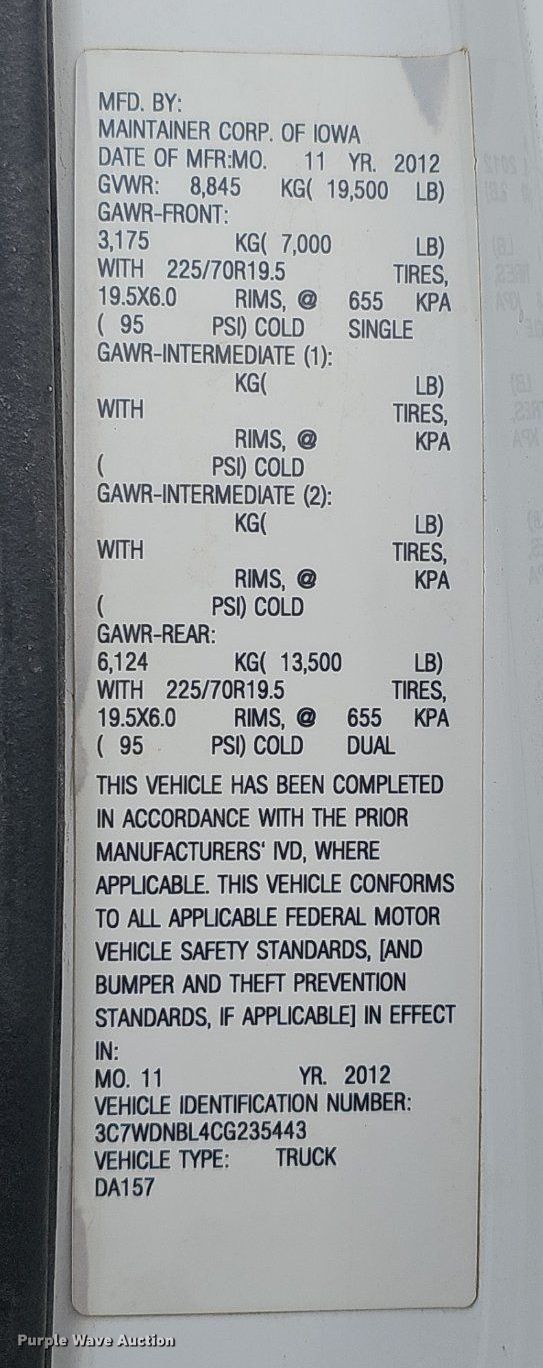 MFD. BY:
MAINTAINER CORP. OF IOWA
DATE OF MFR:MO. 11 YR. 2012
GVWR: 8,845 KG( 19,500 LB)
GAWR-FRONT:
3,175 KG( 7,000 LB)
WITH 225/70R19.5 TIRES,
19.5X6.0 RIMS, @ 655 KPA
( 95 PSI) COLD SINGLE
GAWR-INTERMEDIATE (1):
KG( LB)
WITH TIRES,
RIMS, @ KPA
( PSI) COLD
GAWR-INTERMEDIATE (2):
KG( LB)
WITH TIRES,
RIMS, @ KPA
( PSI) COLD
GAWR-REAR:
6,124 KG( 13,500 LB)
WITH 225/70R19.5 TIRES,
19.5X6.0 RIMS, @ 655 KPA
( 95 PSI) COLD DUAL
THIS VEHICLE HAS BEEN COMPLETED
IN ACCORDANCE WITH THE PRIOR
MANUFACTURERS' IVD, WHERE
APPLICABLE. THIS VEHICLE CONFORMS
TO ALL APPLICABLE FEDERAL MOTOR
VEHICLE SAFETY STANDARDS, [AND
BUMPER AND THEFT PREVENTION
STANDARDS, IF APPLICABLE] IN EFFECT
IN:
MO. 11 YR. 2012
VEHICLE IDENTIFICATION NUMBER:
3C7WDNBL4CG235443
VEHICLE TYPE: TRUCK
DA157
Purple Wave Auction